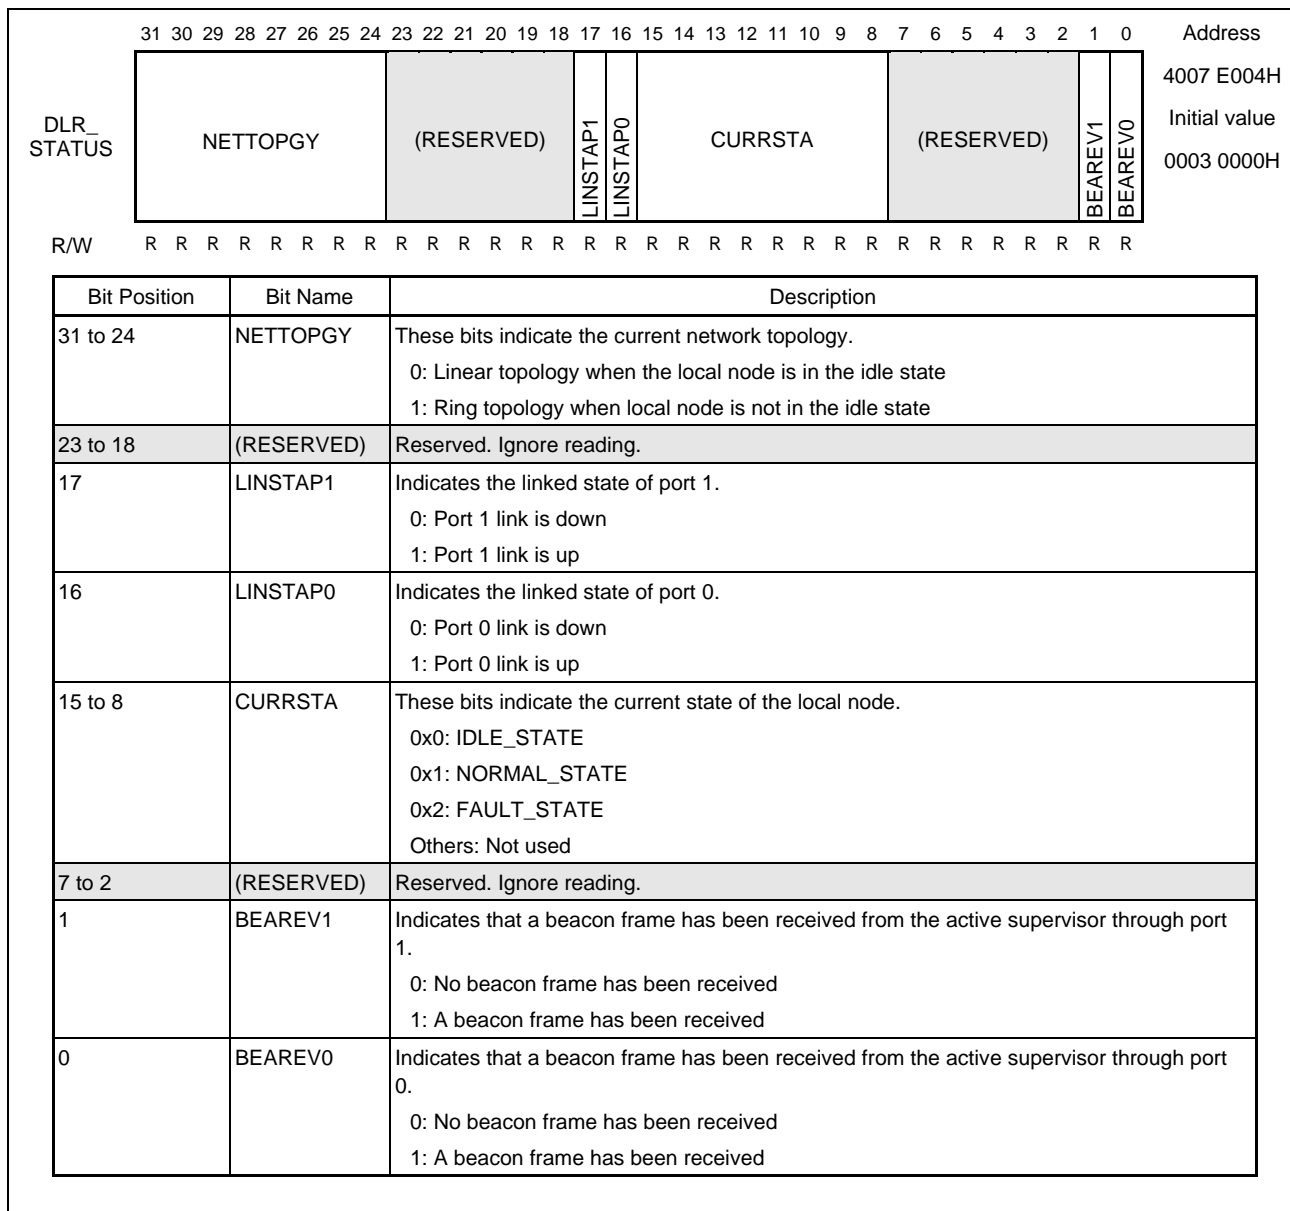 31 30 29 28 27 26 25 24 23 22 21 20 19 18 17 16 15 14 13 12 11 10 9 8 7 6 5 4 3 2 1 0 Address
4007 E004H
DLR_
STATUS
NETTOPGY
(RESERVED)
LINSTAP1
LINSTAP0
CURRSTA
(RESERVED)
BEAREV1
BEAREV0
Initial value
0003 0000H
R/W R R R R R R R R R R R R R R R R R R R R R R R R R R R R R R R R
Bit Position Bit Name Description
31 to 24 NETTOPGY These bits indicate the current network topology.
0: Linear topology when the local node is in the idle state
1: Ring topology when local node is not in the idle state
23 to 18 (RESERVED) Reserved. Ignore reading.
17 LINSTAP1 Indicates the linked state of port 1.
0: Port 1 link is down
1: Port 1 link is up
16 LINSTAP0 Indicates the linked state of port 0.
0: Port 0 link is down
1: Port 0 link is up
15 to 8 CURRSTA These bits indicate the current state of the local node.
0x0: IDLE_STATE
0x1: NORMAL_STATE
0x2: FAULT_STATE
Others: Not used
7 to 2 (RESERVED) Reserved. Ignore reading.
1 BEAREV1 Indicates that a beacon frame has been received from the active supervisor through port
1.
0: No beacon frame has been received
1: A beacon frame has been received
0 BEAREV0 Indicates that a beacon frame has been received from the active supervisor through port
0.
0: No beacon frame has been received
1: A beacon frame has been received